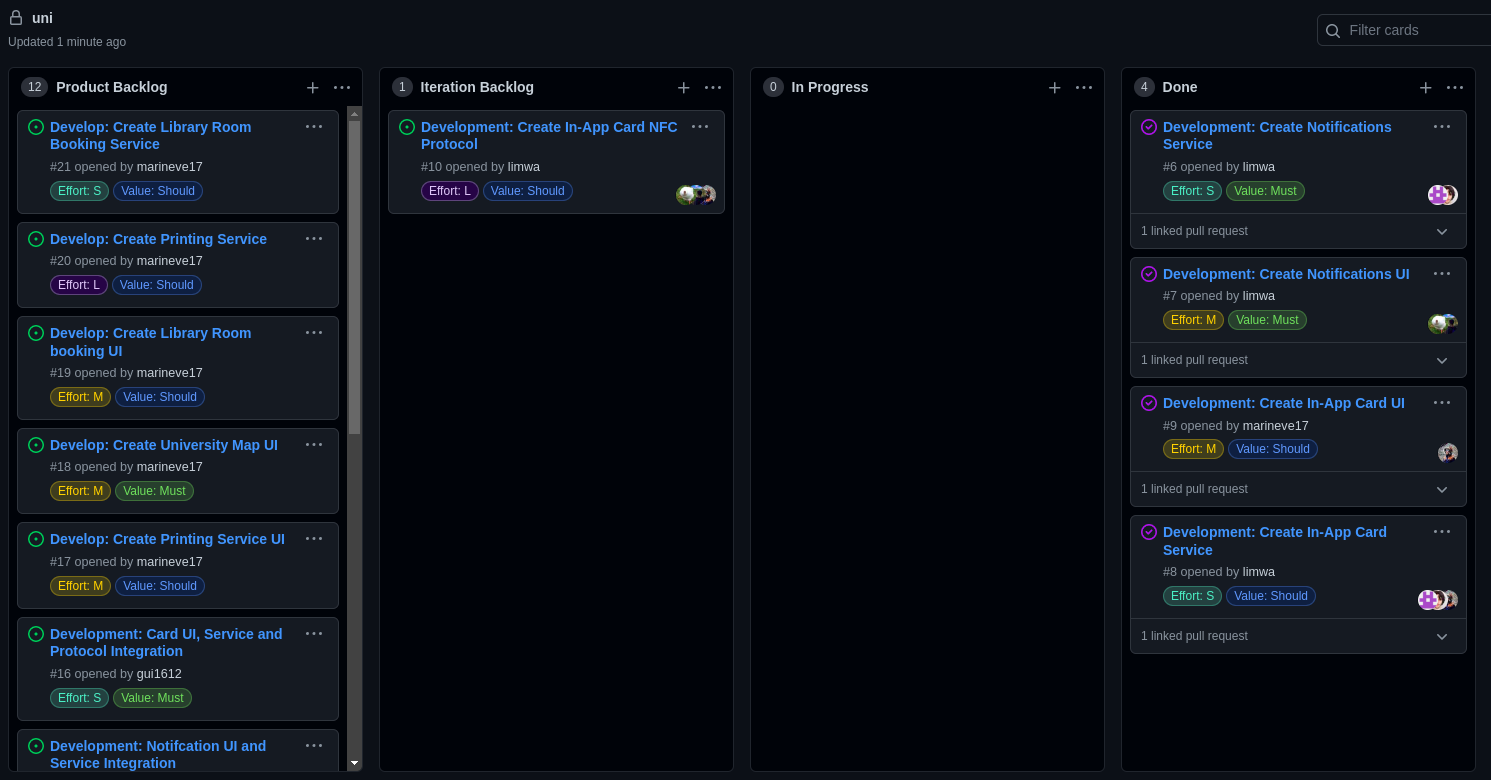 uni
Updated 1 minute ago
Filter cards
12 Product Backlog
Develop: Create Library Room
Booking Service
#21 opened by marineve17
Effort: S Value: Should
Develop: Create Printing Service
#20 opened by marineve17
Effort: L Value: Should
Develop: Create Library Room
booking UI
#19 opened by marineve17
Effort: M Value: Should
Develop: Create University Map UI
#18 opened by marineve17
Effort: M Value: Must
Develop: Create Printing Service UI
#17 opened by marineve17
Effort: M Value: Should
Development: Card UI, Service and
Protocol Integration
#16 opened by gui1612
Effort: S Value: Must
Development: Notifcation UI and
Service Integration
1 Iteration Backlog
Development: Create In-App Card NFC
Protocol
#10 opened by limwa
Effort: L Value: Should
0 In Progress
4 Done
Development: Create Notifications
Service
#6 opened by limwa
Effort: S Value: Must
1 linked pull request
Development: Create Notifications UI
#7 opened by limwa
Effort: M Value: Must
1 linked pull request
Development: Create In-App Card UI
#9 opened by marineve17
Effort: M Value: Should
1 linked pull request
Development: Create In-App Card
Service
#8 opened by limwa
Effort: S Value: Should
1 linked pull request